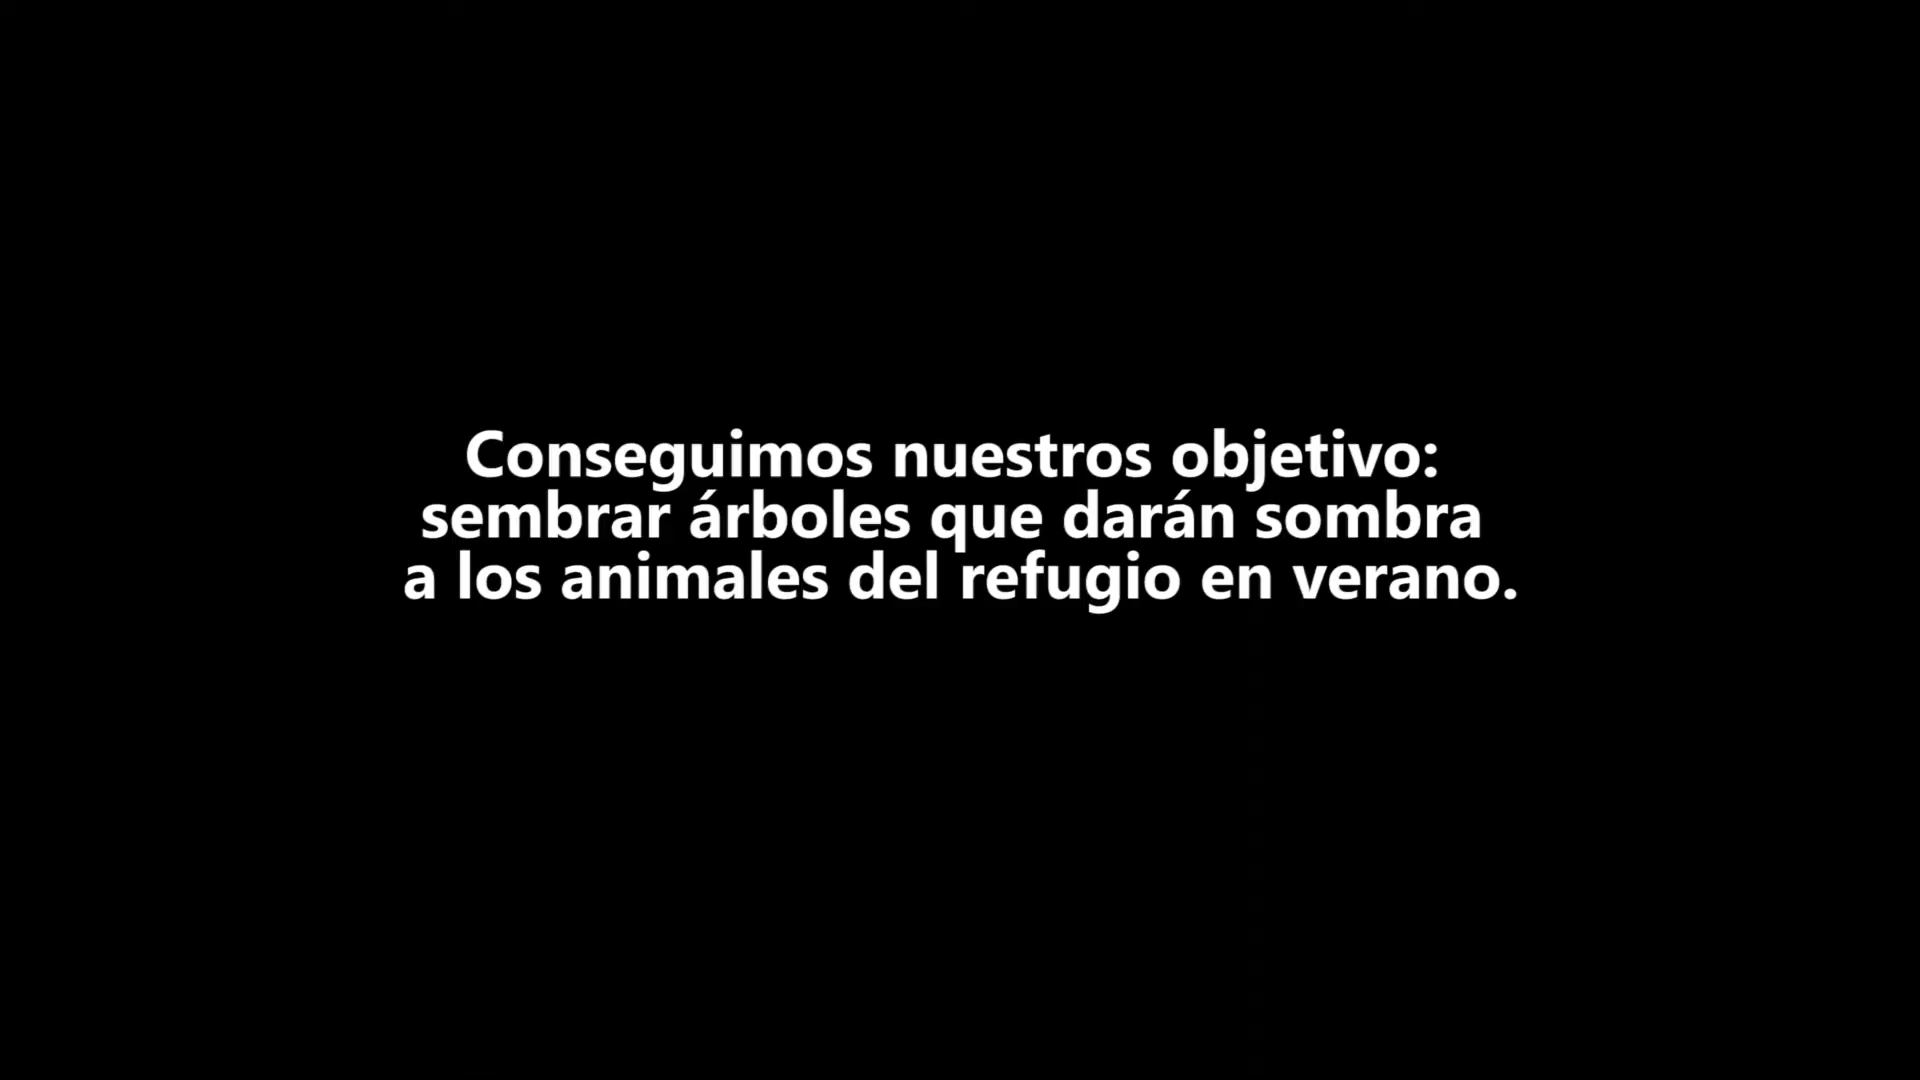 Conseguimos nuestros objetivo:
sembrar árboles que darán sombra
a los animales del refugio en verano.